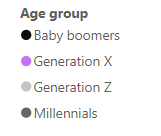 Age group
Baby boomers
Generation X
Generation Z
Millennials